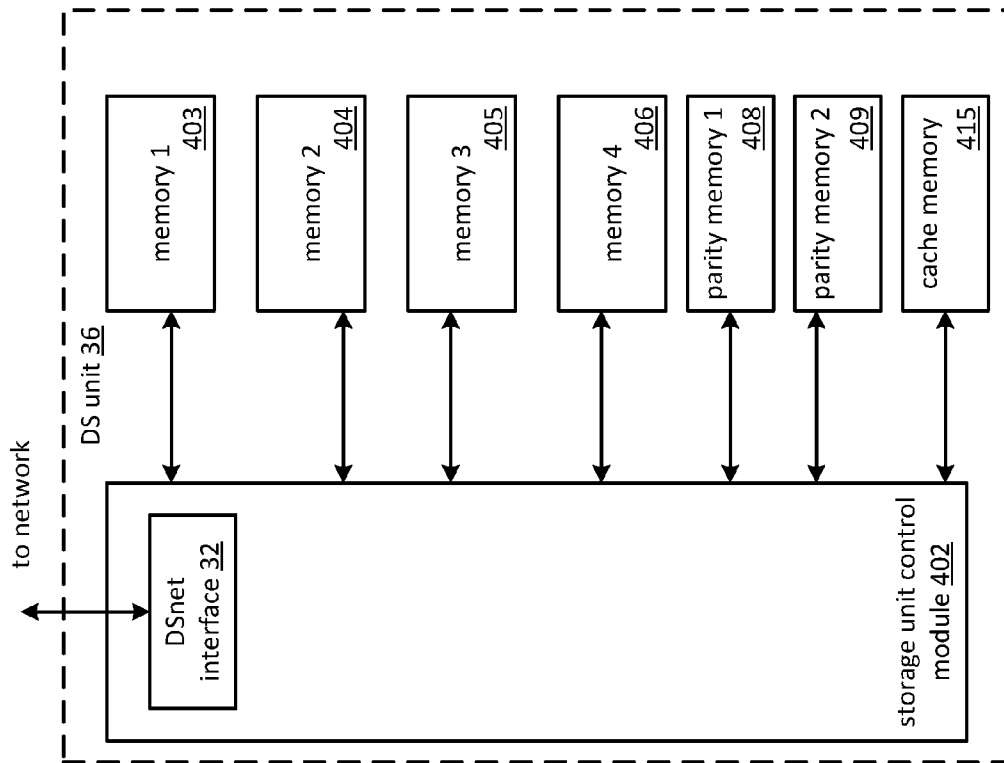 to network
DS unit 36
DSnet
interface 32
storage unit control
module 402
memory 1
403
memory 2
404
memory 3
405
memory 4
406
parity memory 1
408
parity memory 2
409
cache memory
415